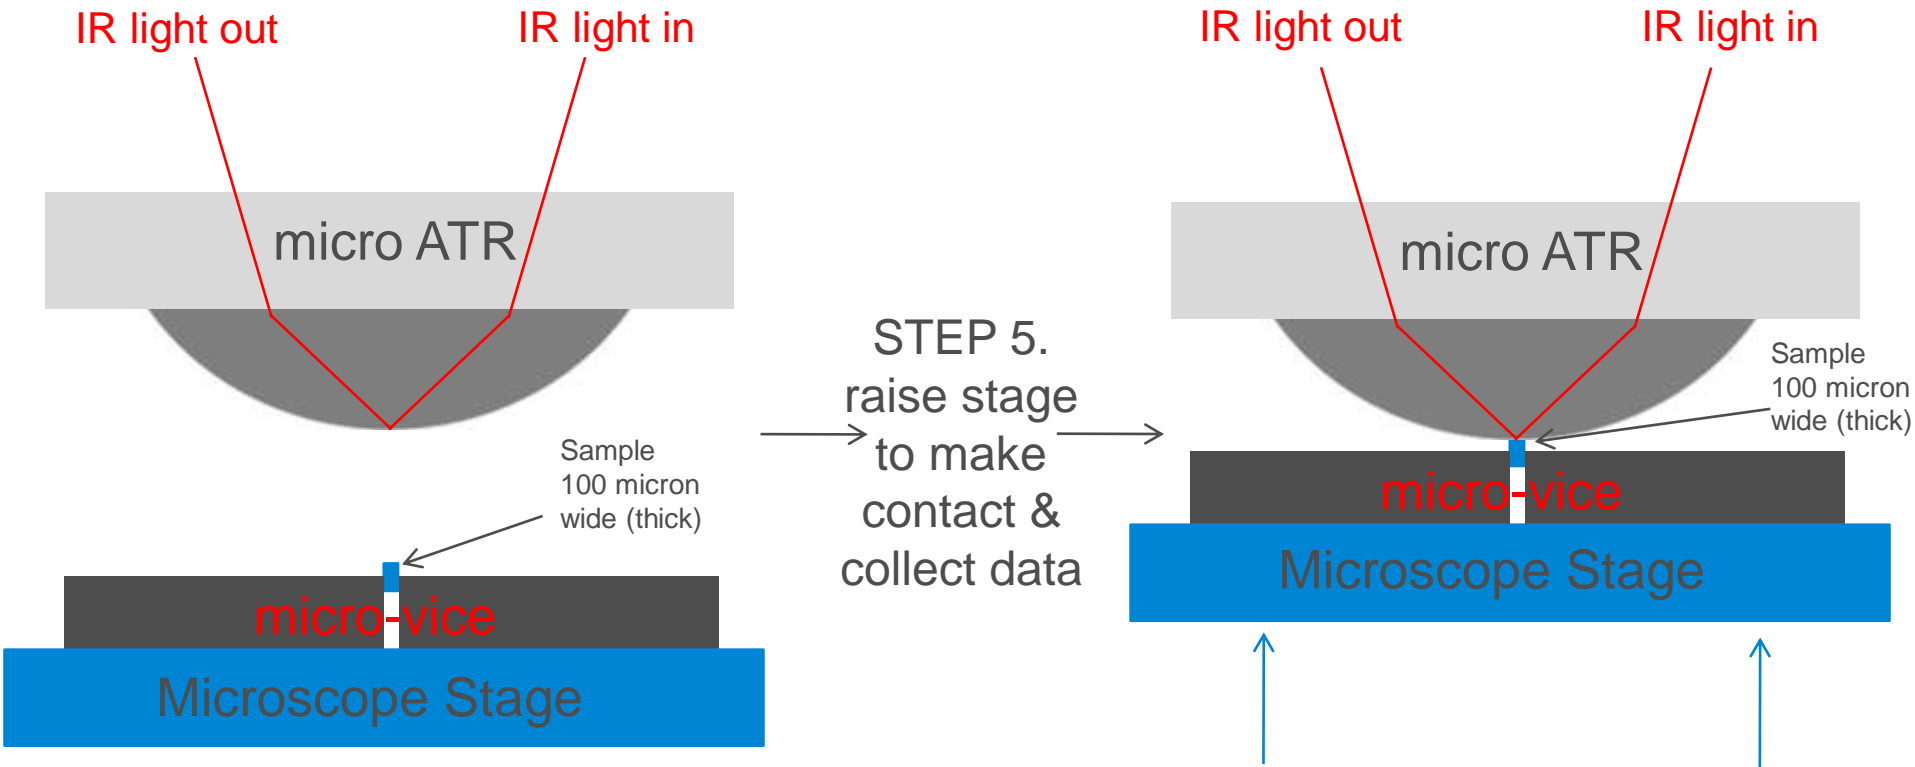 IR light out
IR light in
micro ATR
Sample
100 micron
wide (thick)
micro-vice
Microscope Stage
STEP 5.
raise stage
to make
contact &
collect data
IR light out
IR light in
micro ATR
Sample
100 micron
wide (thick)
micro-vice
Microscope Stage